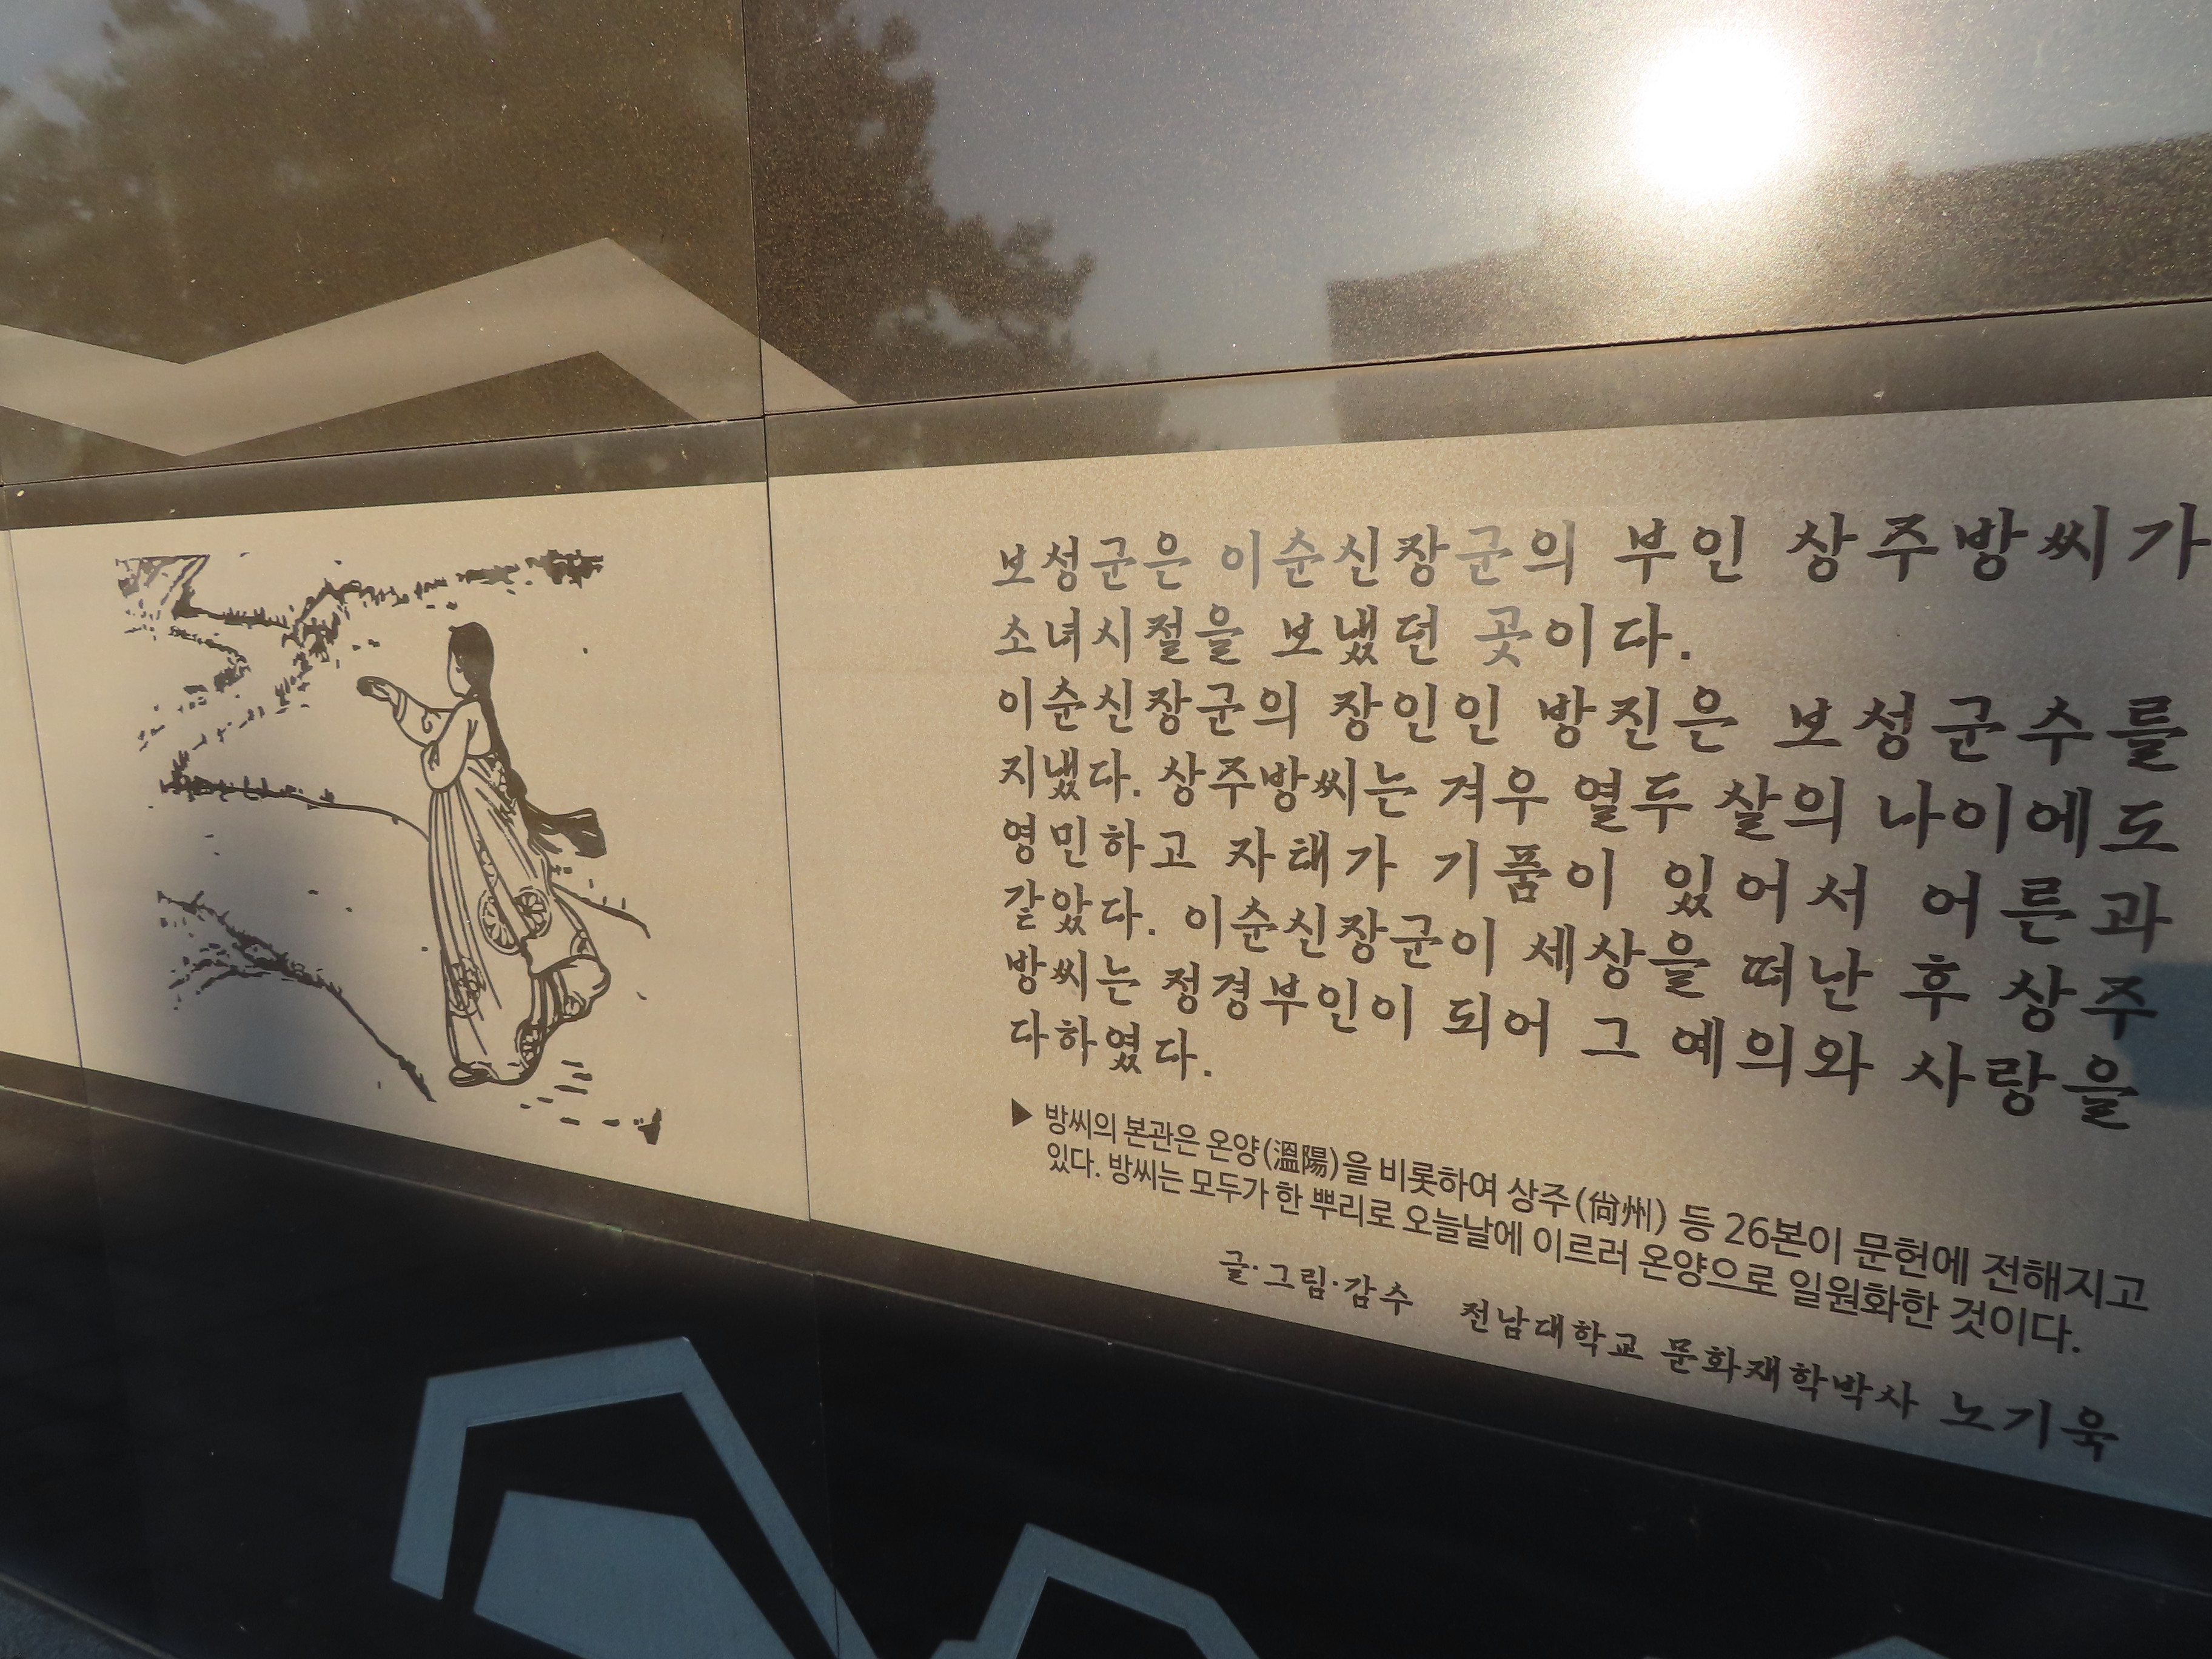 보성군은 이순신장군의 부인 상주방씨가
소녀시절을 보냈던 곳이다.
이순신장군의 장인인 방진은 보성군수를
지냈다. 상주방씨는 겨우 열두 살의 나이에도
영민하고 자태가 기품이 있어서 어른과
같았다. 이순신장군이 세상을 떠난 후 상주
방씨는 정경부인이 되어 그 예의와 사랑을
다하였다.
▶ 방씨의 본관은 온양(溫陽)을 비롯하여 상주(尙州) 등 26본이 문헌에 전해지고
있다. 방씨는 모두가 한 뿌리로 오늘날에 이르러 온양으로 일원화한 것이다.
글·그림·감수 전남대학교 문화재학박사 노기욱